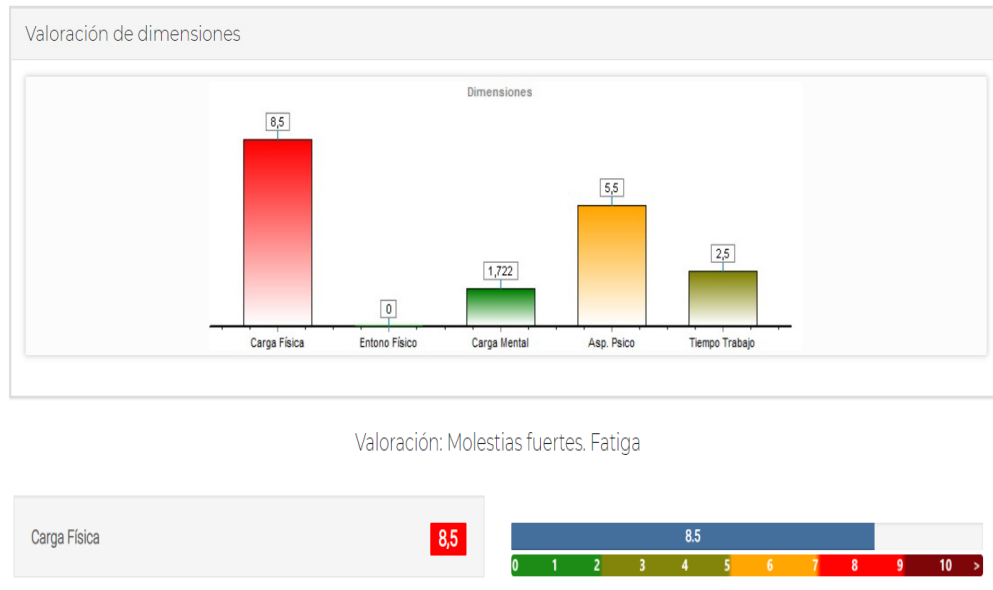 Valoración de dimensiones
Dimensiones
8,5
0
1,722
5,5
2,5
Carga Física
Entono Físico
Carga Mental
Asp. Psico
Tiempo Trabajo
Valoración: Molestias fuertes. Fatiga
Carga Física
8,5
8.5
0 1 2 3 4 5 6 7 8 9 10 >